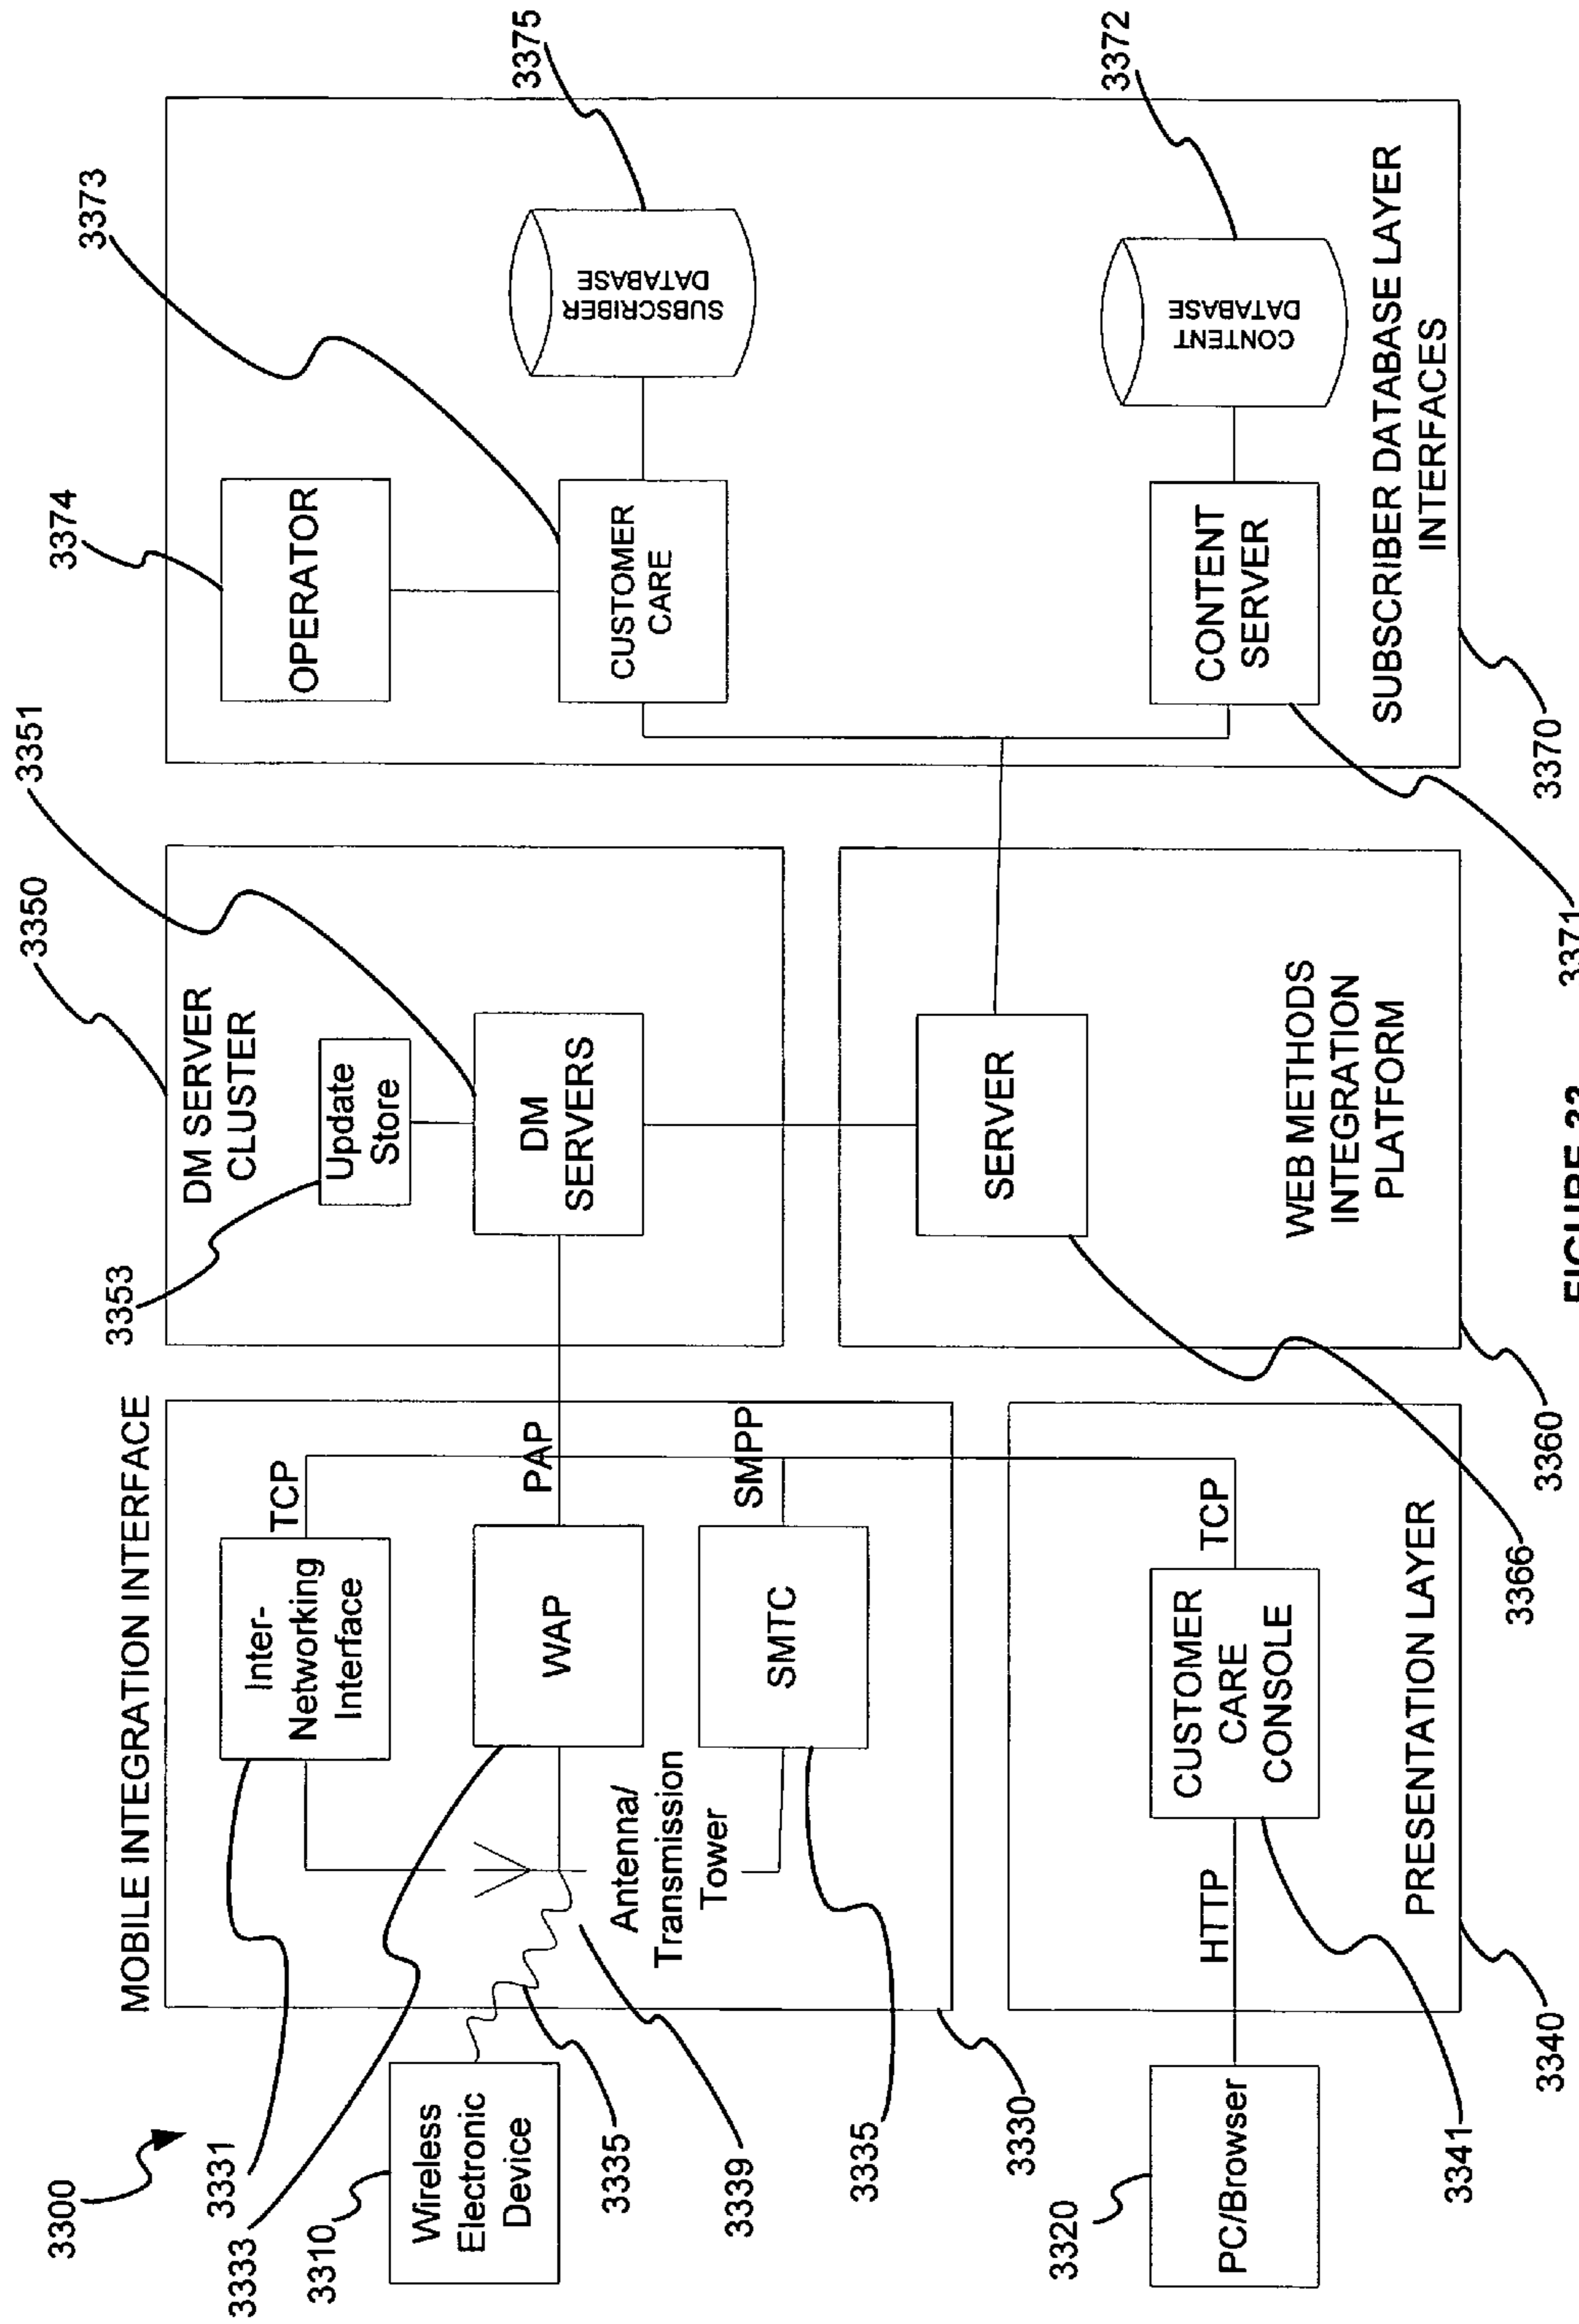 3300
MOBILE INTEGRATION INTERFACE
3331
3333
3310
Wireless
Electronic
Device
3335
3339
3335
3330
Inter-
Networking
Interface
TCP
WAP
PAP
Antenna/
Transmission
Tower
SMTC
SMPP
3320
PC/Browser
HTTP
CUSTOMER
CARE
CONSOLE
TCP
PRESENTATION LAYER
3341
3340
3350
DM SERVER
CLUSTER
3351
3353
Update
Store
DM
SERVERS
SERVER
WEB METHODS
INTEGRATION
PLATFORM
3366
3360
3374
OPERATOR
3373
CUSTOMER
CARE
3375
SUBSCRIBER
DATABASE
CONTENT
SERVER
3372
CONTENT
DATABASE
SUBSCRIBER DATABASE LAYER
INTERFACES
3370
3371
FIGURE 33